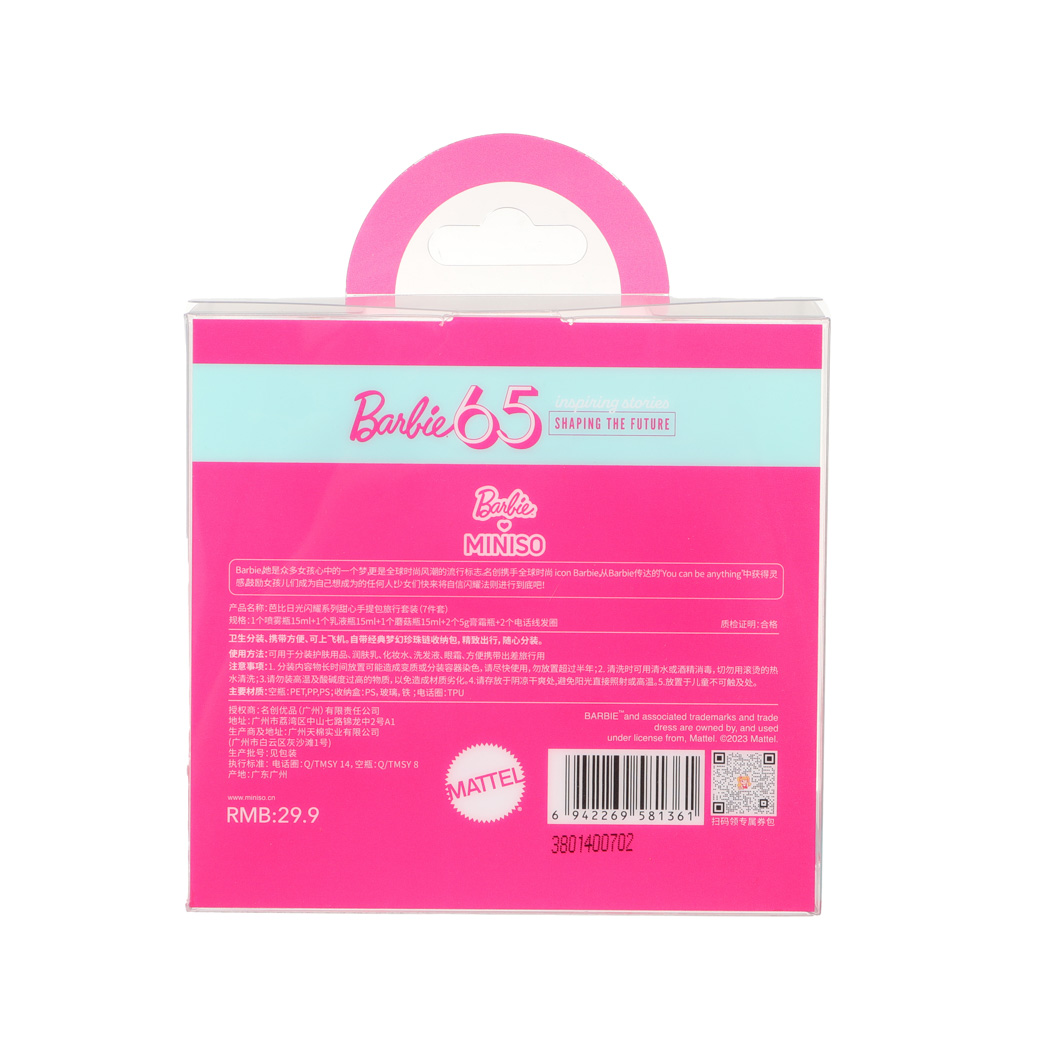 Barbie 65 inspiring stories
SHAPING THE FUTURE
Barbie
MINISO
Barbie,她是众多女孩心中的一个梦,更是全球时尚风潮的流行标志,名创携手全球时尚 icon Barbie,从Barbie传达的"You can be anything"中获得灵
感,鼓励女孩儿们成为自己想成为的任何人!少女们快来将自信闪耀法则进行到底吧!
产品名称: 芭比日光闪耀系列甜心手提包旅行套装(7件套)
规格: 1个喷雾瓶15ml+1个乳液瓶15ml+1个蘑菇瓶15ml+2个5g膏霜瓶+2个电话线发圈
质检证明: 合格
卫生分装、携带方便、可上飞机。自带经典梦幻珍珠链收纳包, 精致出行, 随心分装。
使用方法: 可用于分装护肤用品、润肤乳、化妆水、洗发液、眼霜、方便携带出差旅行用
注意事项: 1. 分装内容物长时间放置可能造成变质或分装容器染色, 请尽快使用, 勿放置超过半年; 2. 清洗时可用清水或酒精消毒, 切勿用滚烫的热
水清洗; 3.请勿装高温及酸碱度过高的物质, 以免造成材质劣化。4.请存放于阴凉干爽处,避免阳光直接照射或高温。5.放置于儿童不可触及处。
主要材质: 空瓶: PET,PP,PS; 收纳盒: PS, 玻璃, 铁 ; 电话圈: TPU
授权商: 名创优品 (广州) 有限责任公司
地址: 广州市荔湾区中山七路锦龙中2号A1
生产商及地址: 广州天棉实业有限公司
(广州市白云区灰沙滩1号)
生产批号: 见包装
执行标准: 电话圈: Q/TMSY 14, 空瓶: Q/TMSY 8
产地: 广东广州
www.miniso.cn
RMB:29.9
MATTEL
®
BARBIE™ and associated trademarks and trade
dress are owned by, and used
under license from, Mattel. ©2023 Mattel.
6 942269 581361
扫码领专属券包
3801400702